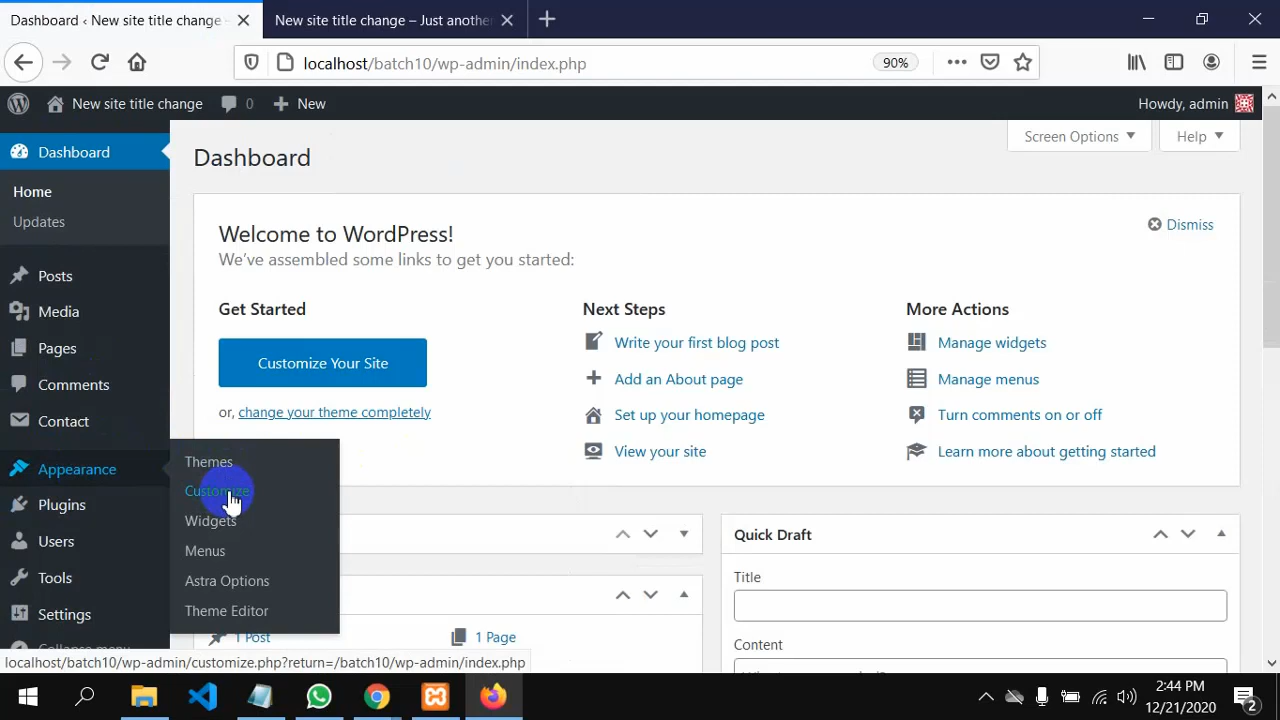 Dashboard ‹ New site title change -
New site title change – Just another
localhost/batch10/wp-admin/index.php
90%
New site title change
0
New
Howdy, admin
Dashboard
Home
Updates
Posts
Media
Pages
Comments
Contact
Appearance
Plugins
Users
Tools
Settings
Collapse menu
Themes
Customize
Widgets
Menus
Astra Options
Theme Editor
Dashboard
Screen Options
Help
Welcome to WordPress!
We've assembled some links to get you started:
Dismiss
Get Started
Customize Your Site
or, change your theme completely
Next Steps
Write your first blog post
Add an About page
Set up your homepage
View your site
More Actions
Manage widgets
Manage menus
Turn comments on or off
Learn more about getting started
1 Post
1 Page
Quick Draft
Title
Content
localhost/batch10/wp-admin/customize.php?return=/batch10/wp-admin/index.php
2:44 PM
12/21/2020
2